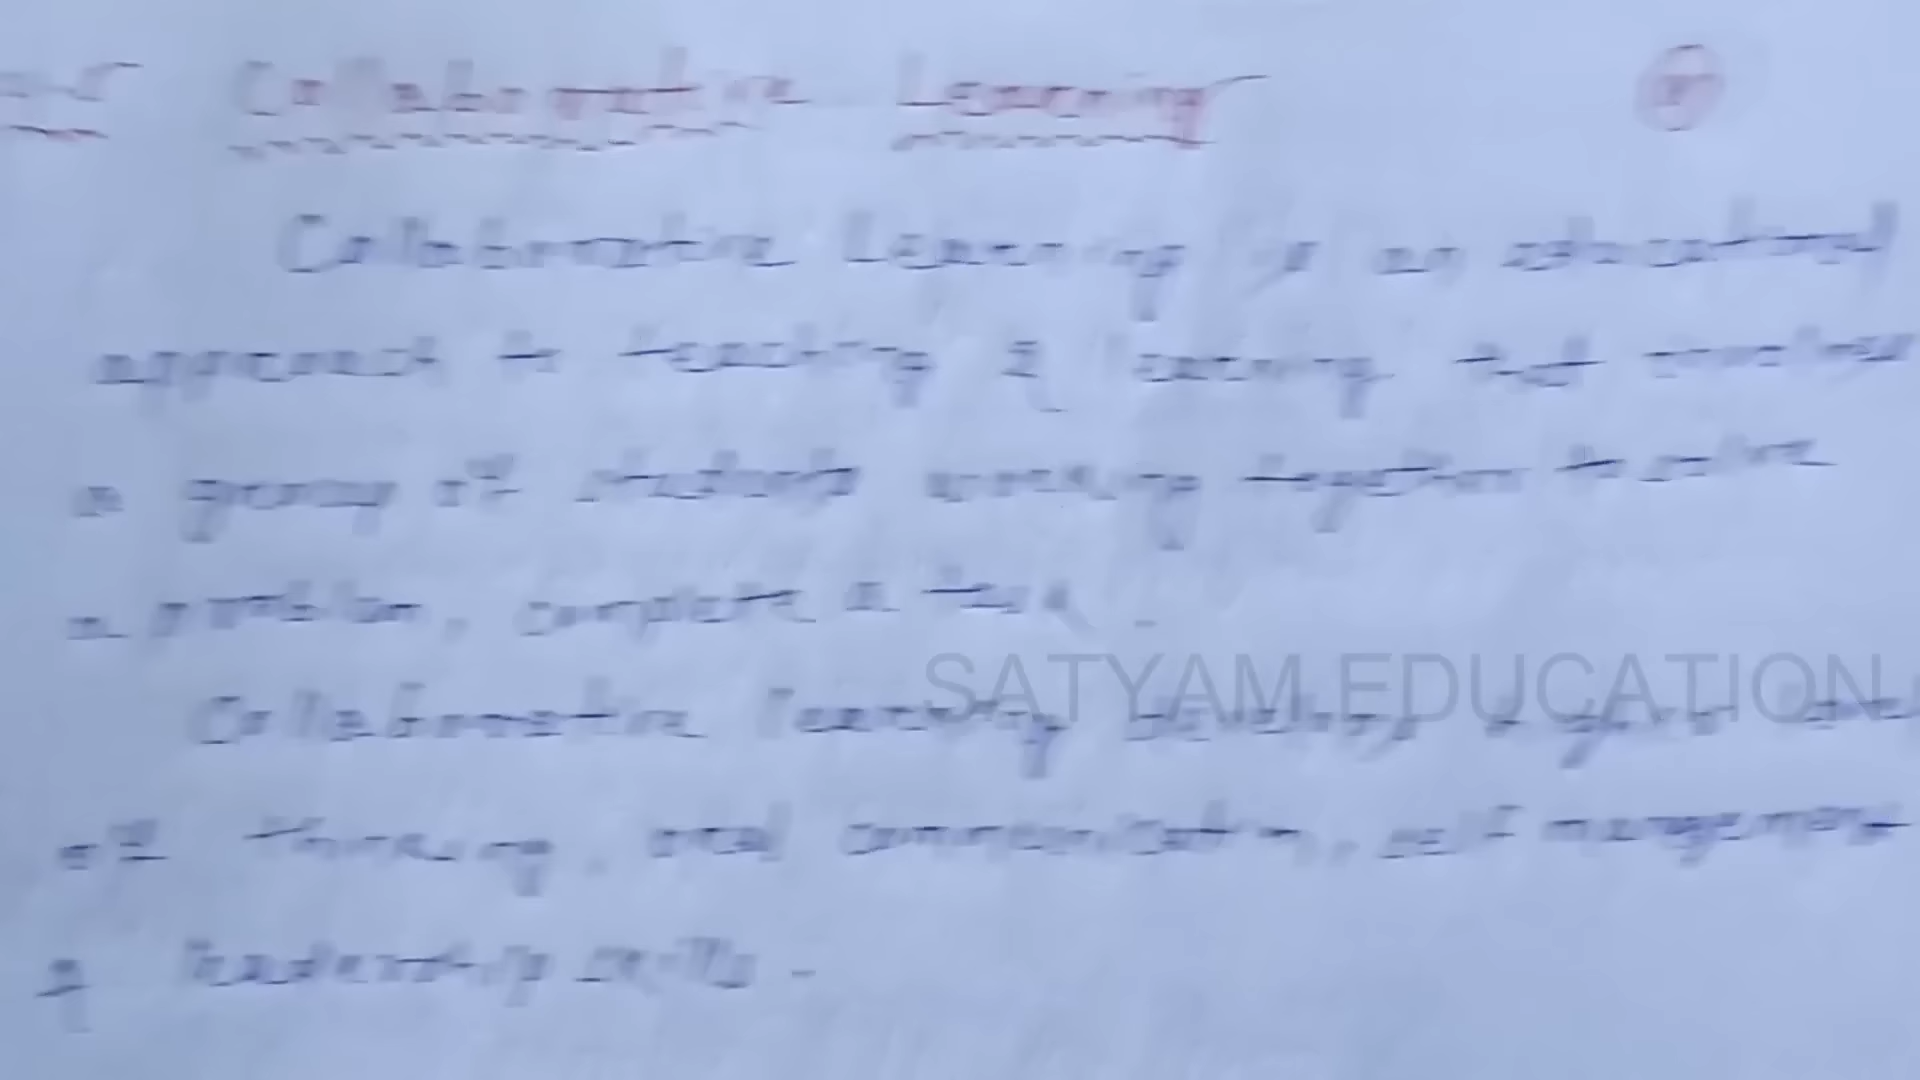 Collaborative Learning
Collaborative Learning is an educational
approach to teaching & learning that involves
a group of students working together to solve
a problem, complete a task.
SATYAM EDUCATION
Collaborative learning develops higher level
of thinking, oral communication, self management
& leadership skills.